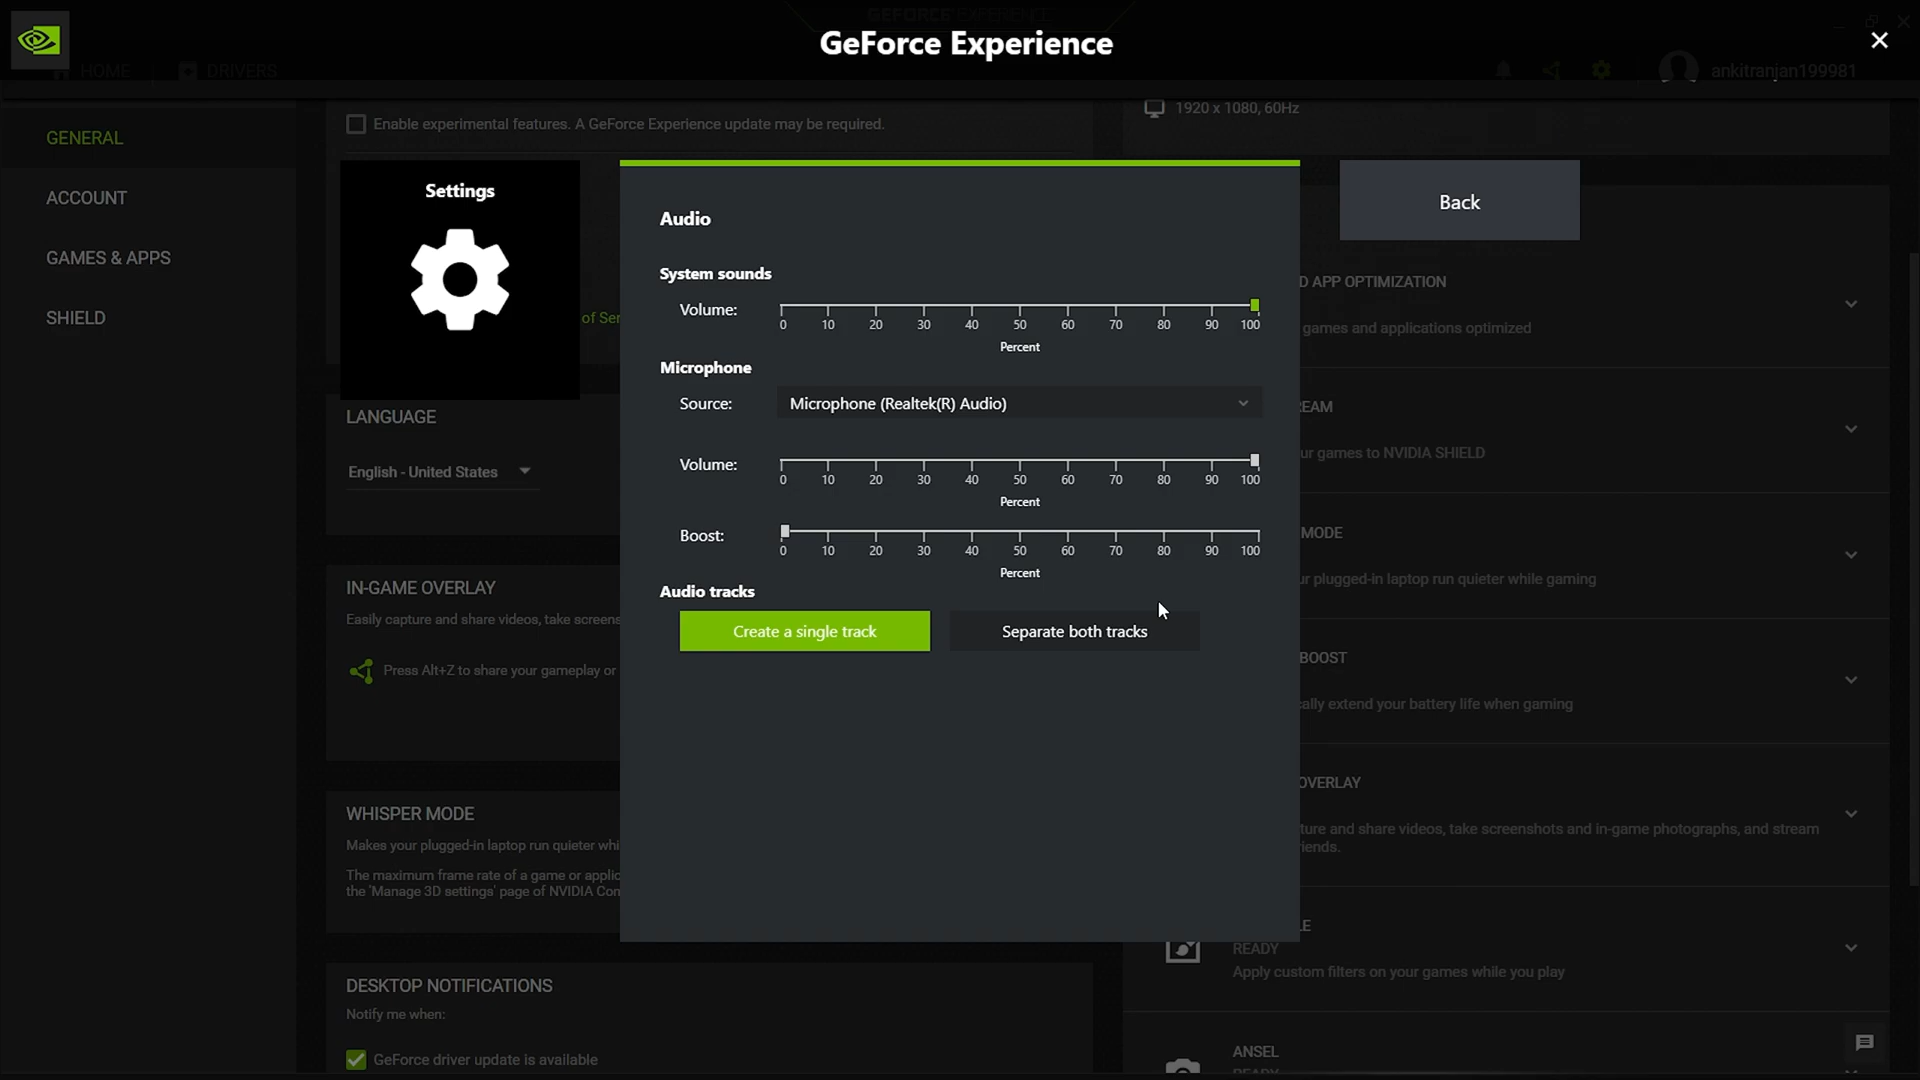 GEFORCE EXPERIENCE
GeForce Experience
HOME
DRIVERS
ankitranjan199981
GENERAL
ACCOUNT
GAMES & APPS
SHIELD
Enable experimental features. A GeForce Experience update may be required.
1920 x 1080, 60Hz
Settings
of Ser
LANGUAGE
English - United States
IN-GAME OVERLAY
Easily capture and share videos, take screens
Press Alt+Z to share your gameplay or
WHISPER MODE
Makes your plugged-in laptop run quieter whi
The maximum frame rate of a game or applic
the 'Manage 3D settings' page of NVIDIA Con
DESKTOP NOTIFICATIONS
Notify me when:
GeForce driver update is available
Audio
System sounds
Volume:
0 10 20 30 40 50 60 70 80 90 100
Percent
Microphone
Source: Microphone (Realtek(R) Audio)
Volume:
0 10 20 30 40 50 60 70 80 90 100
Percent
Boost:
0 10 20 30 40 50 60 70 80 90 100
Percent
Audio tracks
Create a single track
Separate both tracks
Back
D APP OPTIMIZATION
games and applications optimized
EAM
ur games to NVIDIA SHIELD
MODE
ur plugged-in laptop run quieter while gaming
BOOST
cally extend your battery life when gaming
OVERLAY
ture and share videos, take screenshots and in-game photographs, and stream
iends.
LE
READY
Apply custom filters on your games while you play
ANSEL
READY